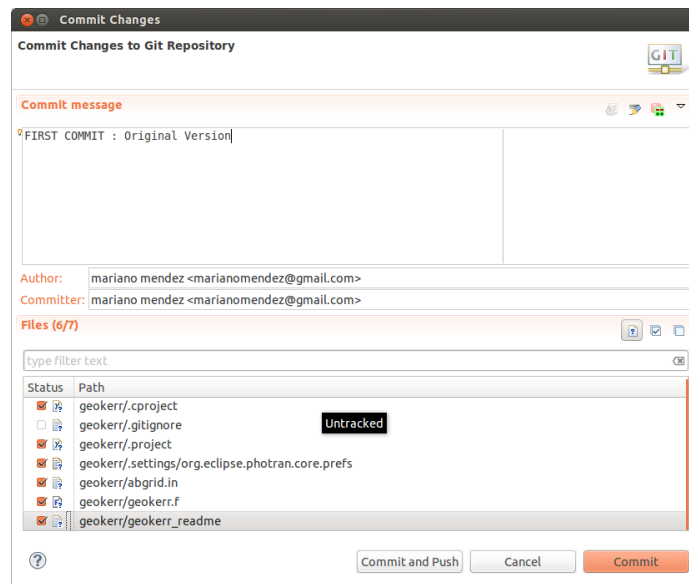 Commit Changes
Commit Changes to Git Repository
GIT
Commit message
FIRST COMMIT : Original Version
Author: mariano mendez <marianomendez@gmail.com>
Committer: mariano mendez <marianomendez@gmail.com>
Files (6/7)
type filter text
Status Path
geokerr/.cproject
geokerr/.gitignore
Untracked
geokerr/.project
geokerr/.settings/org.eclipse.photran.core.prefs
geokerr/abgrid.in
geokerr/geokerr.f
geokerr/geokerr_readme
Commit and Push Cancel Commit